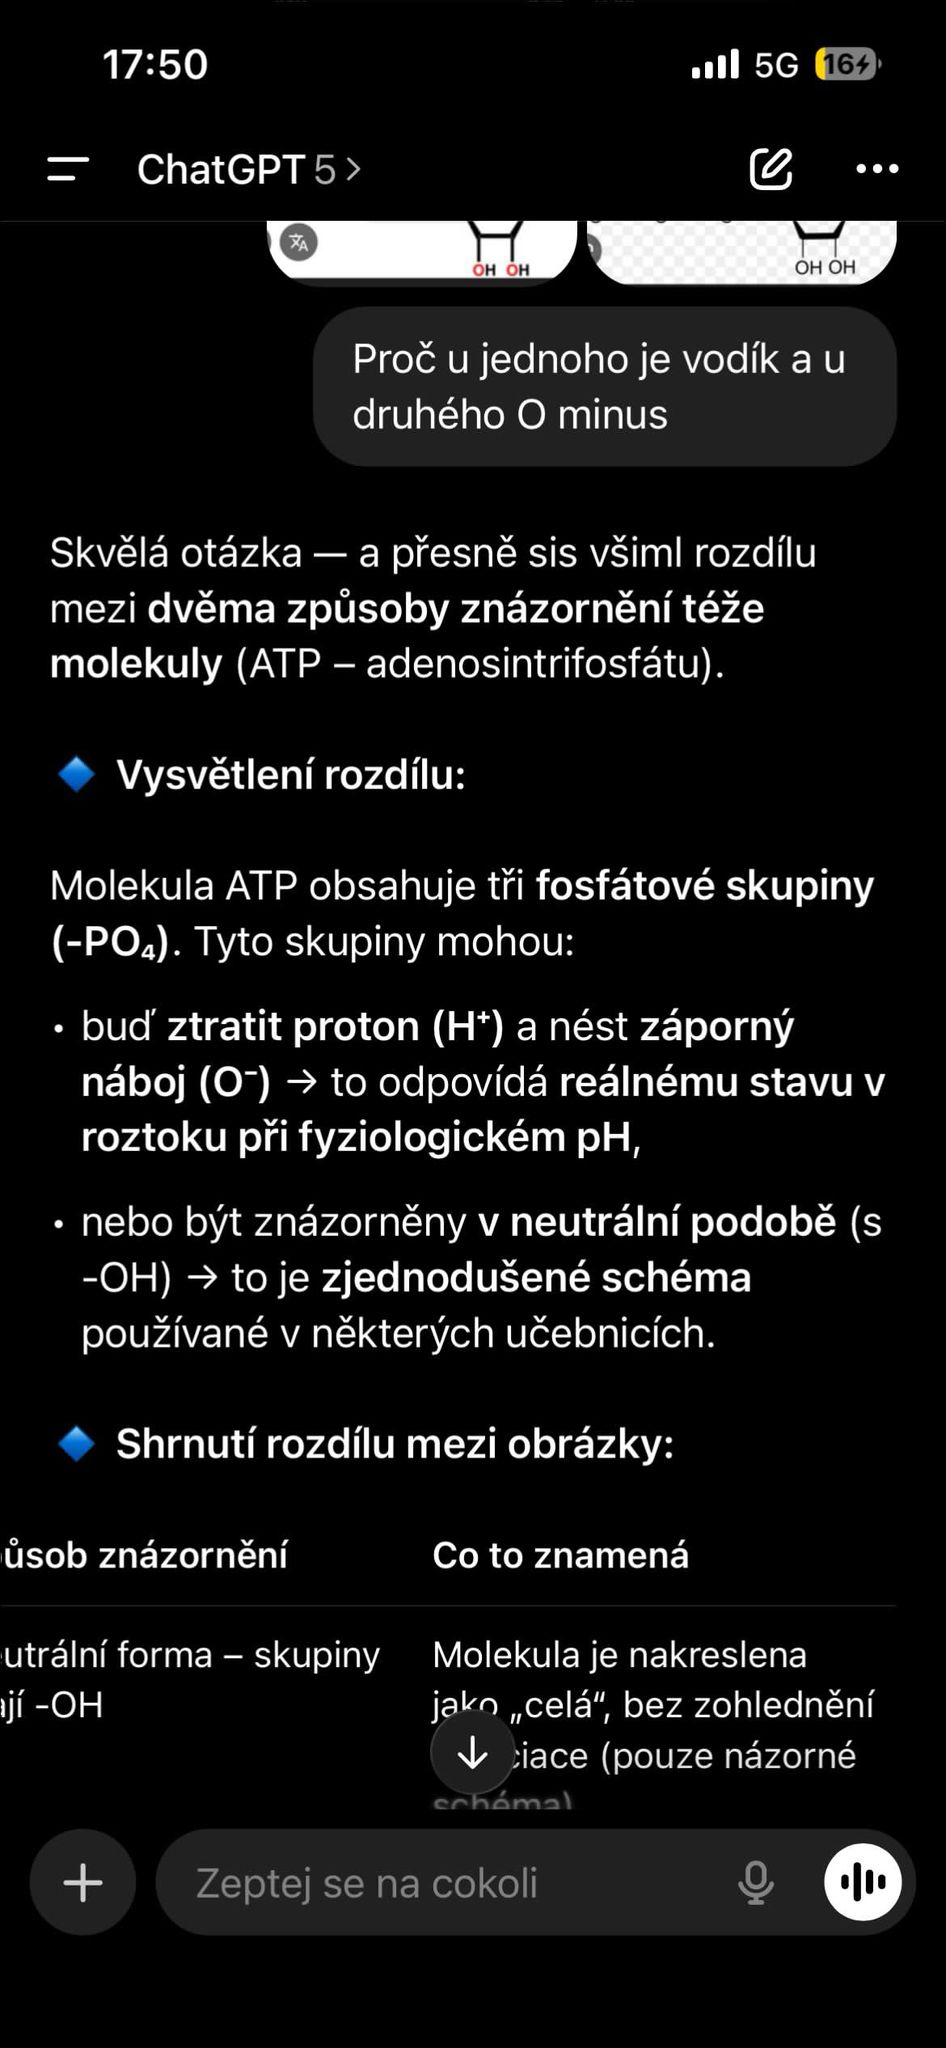 17:50
5G 16
ChatGPT 5 >
OH OH
OH OH
Proč u jednoho je vodík a u
druhého O minus
Skvělá otázka — a přesně sis všiml rozdílu
mezi dvěma způsoby znázornění téže
molekuly (ATP – adenosintrifosfátu).
Vysvětlení rozdílu:
Molekula ATP obsahuje tři fosfátové skupiny
(-PO₄). Tyto skupiny mohou:
• buď ztratit proton (H⁺) a nést záporný
náboj (O⁻) → to odpovídá reálnému stavu v
roztoku při fyziologickém pH,
• nebo být znázorněny v neutrální podobě (s
-OH) → to je zjednodušené schéma
používané v některých učebnicích.
Shrnutí rozdílu mezi obrázky:
ůsob znázornění
Co to znamená
utrální forma – skupiny
jí -OH
Molekula je nakreslena
jako „celá“, bez zohlednění
ciace (pouze názorné
schéma)
Zeptej se na cokoli